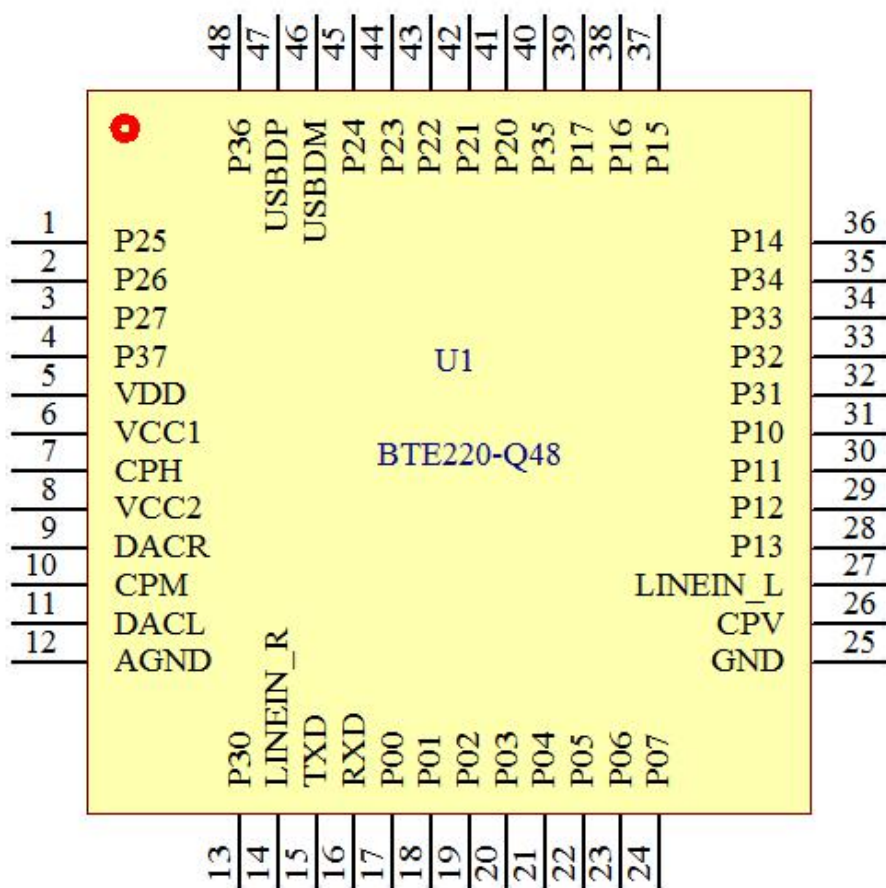 48 47 46 45 44 43 42 41 40 39 38 37
P36 USBDP USBDM P24 P23 P22 P21 P20 P35 P17 P16 P15
1 P25
2 P26
3 P27
4 P37
5 VDD
6 VCC1
7 CPH
8 VCC2
9 DACR
10 CPM
11 DACL
12 AGND
U1
BTE220-Q48
P14 36
P34 35
P33 34
P32 33
P31 32
P10 31
P11 30
P12 29
P13 28
LINEIN_L 27
CPV 26
GND 25
P30 LINEIN_R TXD RXD P00 P01 P02 P03 P04 P05 P06 P07
13 14 15 16 17 18 19 20 21 22 23 24